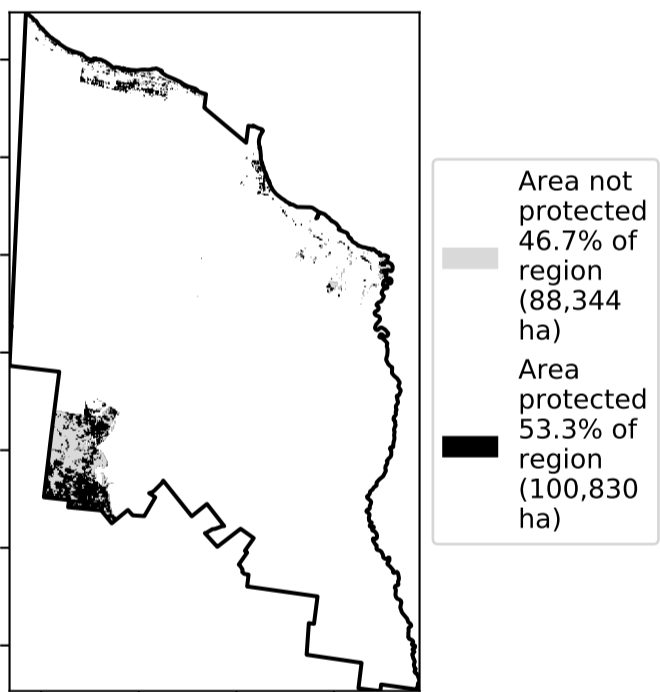 Area not
protected
46.7% of
region
(88,344
ha)
Area
protected
53.3% of
region
(100,830
ha)